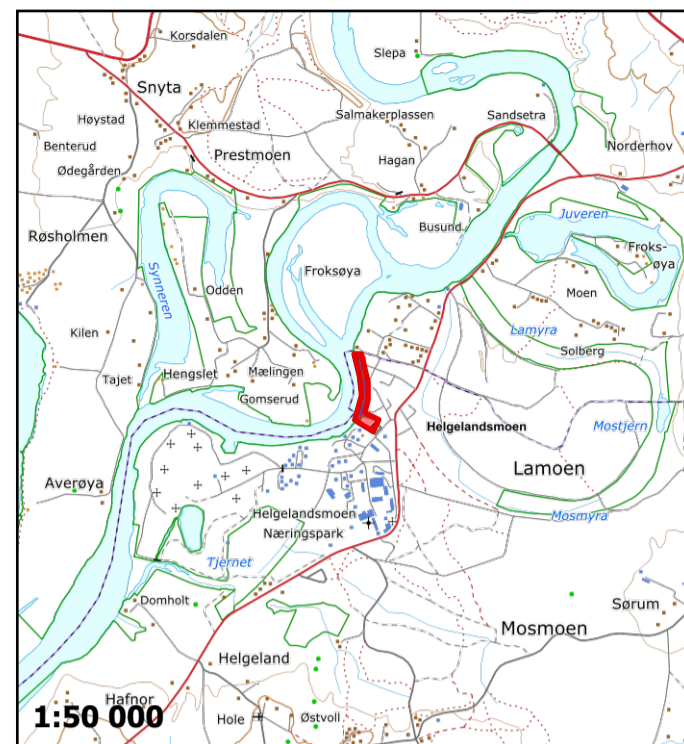 Korsdalen
Slepa
Snyta
Høystad
Klemmestad
Salmakerplassen
Sandsetra
Benterud
Prestmoen
Norderhov
Ødegården
Hagan
Juveren
Busund
Røsholmen
Synneren
Froksøya
Froks-
øya
Odden
Moen
Lamyra
Kilen
Solberg
Mælingen
Tajet
Hengslet
Gomserud
Helgelandsmoen
Mostjern
Lamoen
Averøya
Helgelandsmoen
Næringspark
Mosmyra
Tjernet
Domholt
Sørum
Mosmoen
Helgeland
Hafnor
Hole
Østvoll
1:50 000